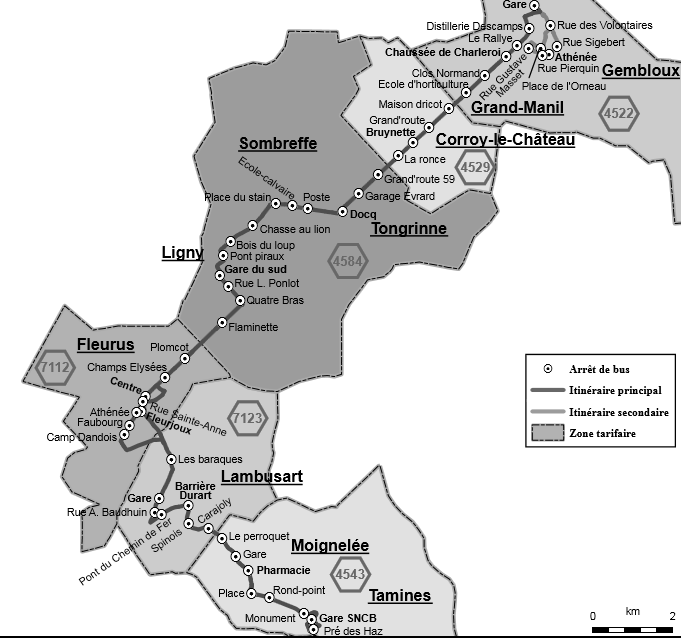 Gare
Distillerie Descamps
Rue des Volontaires
Le Rallye
Rue Sigebert
Chaussée de Charleroi
Athénée
Rue Gustave
Masset
Rue Pierquin
Gembloux
Clos Normand
Ecole d'horticulture
Place de l'Orneau
Maison dricot
Grand-Manil
4522
Grand'route
Bruynette
Corroy-le-Château
Sombreffe
La ronce
4529
Ecole-calvaire
Grand'route 59
Place du stain
Poste
Garage Evrard
Docq
Chasse au lion
Tongrinne
Ligny
Bois du loup
Pont piraux
4584
Gare du sud
Rue L. Ponlot
Quatre Bras
Flaminette
Fleurus
Plomcot
7112
Champs Elysées
Centre
Rue Sainte-Anne
Athénée
Fleurjoux
7123
Faubourg
Camp Dandois
Les baraques
Lambusart
Barrière
Durart
Gare
Rue A. Baudhuin
Carajoly
Pont du Chemin de Fer
Spinois
Le perroquet
Moignelée
Gare
Pharmacie
4543
Place
Rond-point
Tamines
Monument
Gare SNCB
Pré des Haz
Arrêt de bus
Itinéraire principal
Itinéraire secondaire
Zone tarifaire
km
0 2